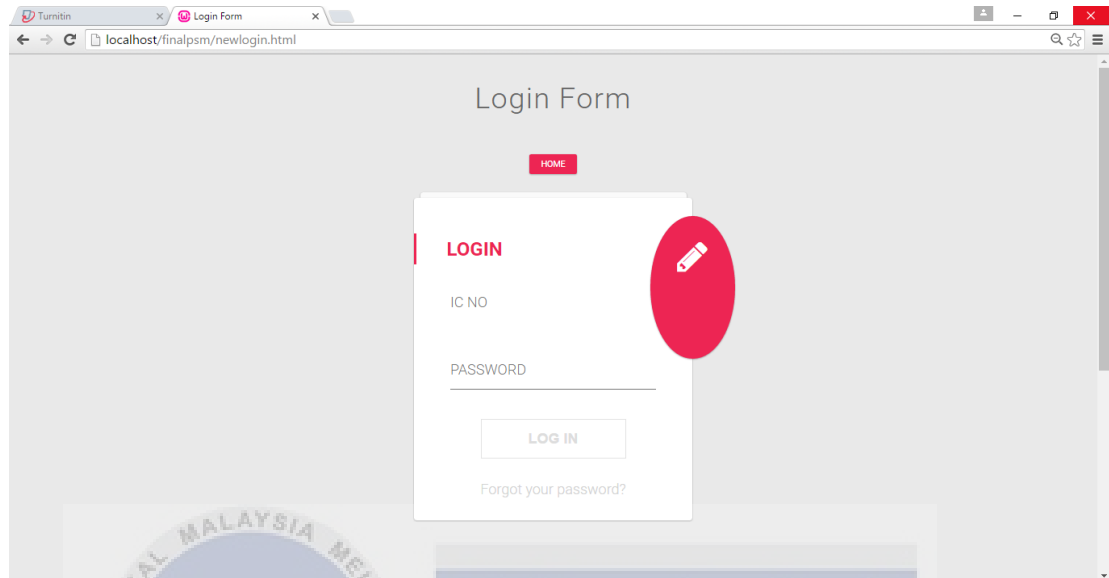 Turnitin
Login Form
localhost/finalpsm/newlogin.html
Login Form
HOME
LOGIN
IC NO
PASSWORD
LOG IN
Forgot your password?
MALAYSIA